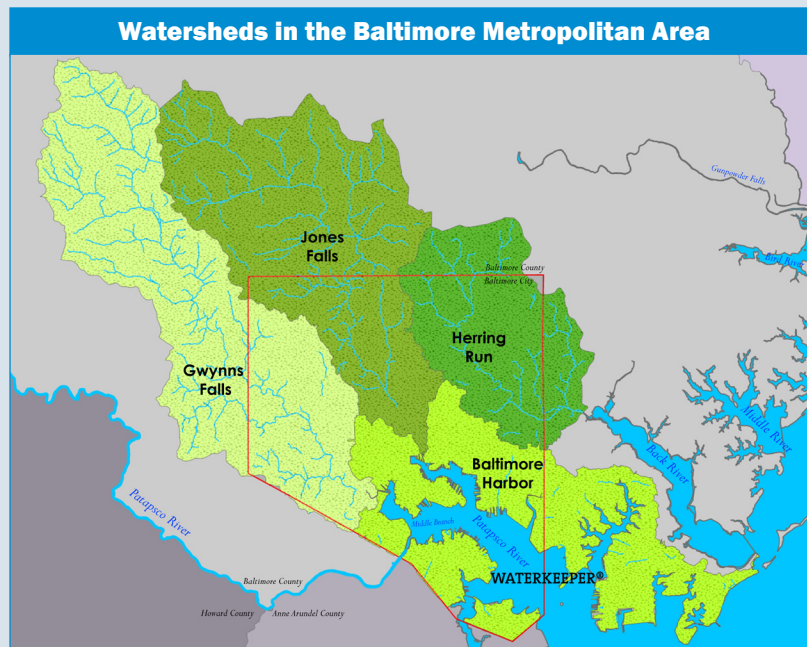 Watersheds in the Baltimore Metropolitan Area
Gunpowder Falls
Jones
Falls
Bird River
Baltimore County
Baltimore City
Herring
Run
Gwynns
Falls
Middle River
Back River
Baltimore
Harbor
Patapsco River
Middle Branch
Patapsco River
WATERKEEPER®
Baltimore County
Howard County
Anne Arundel County